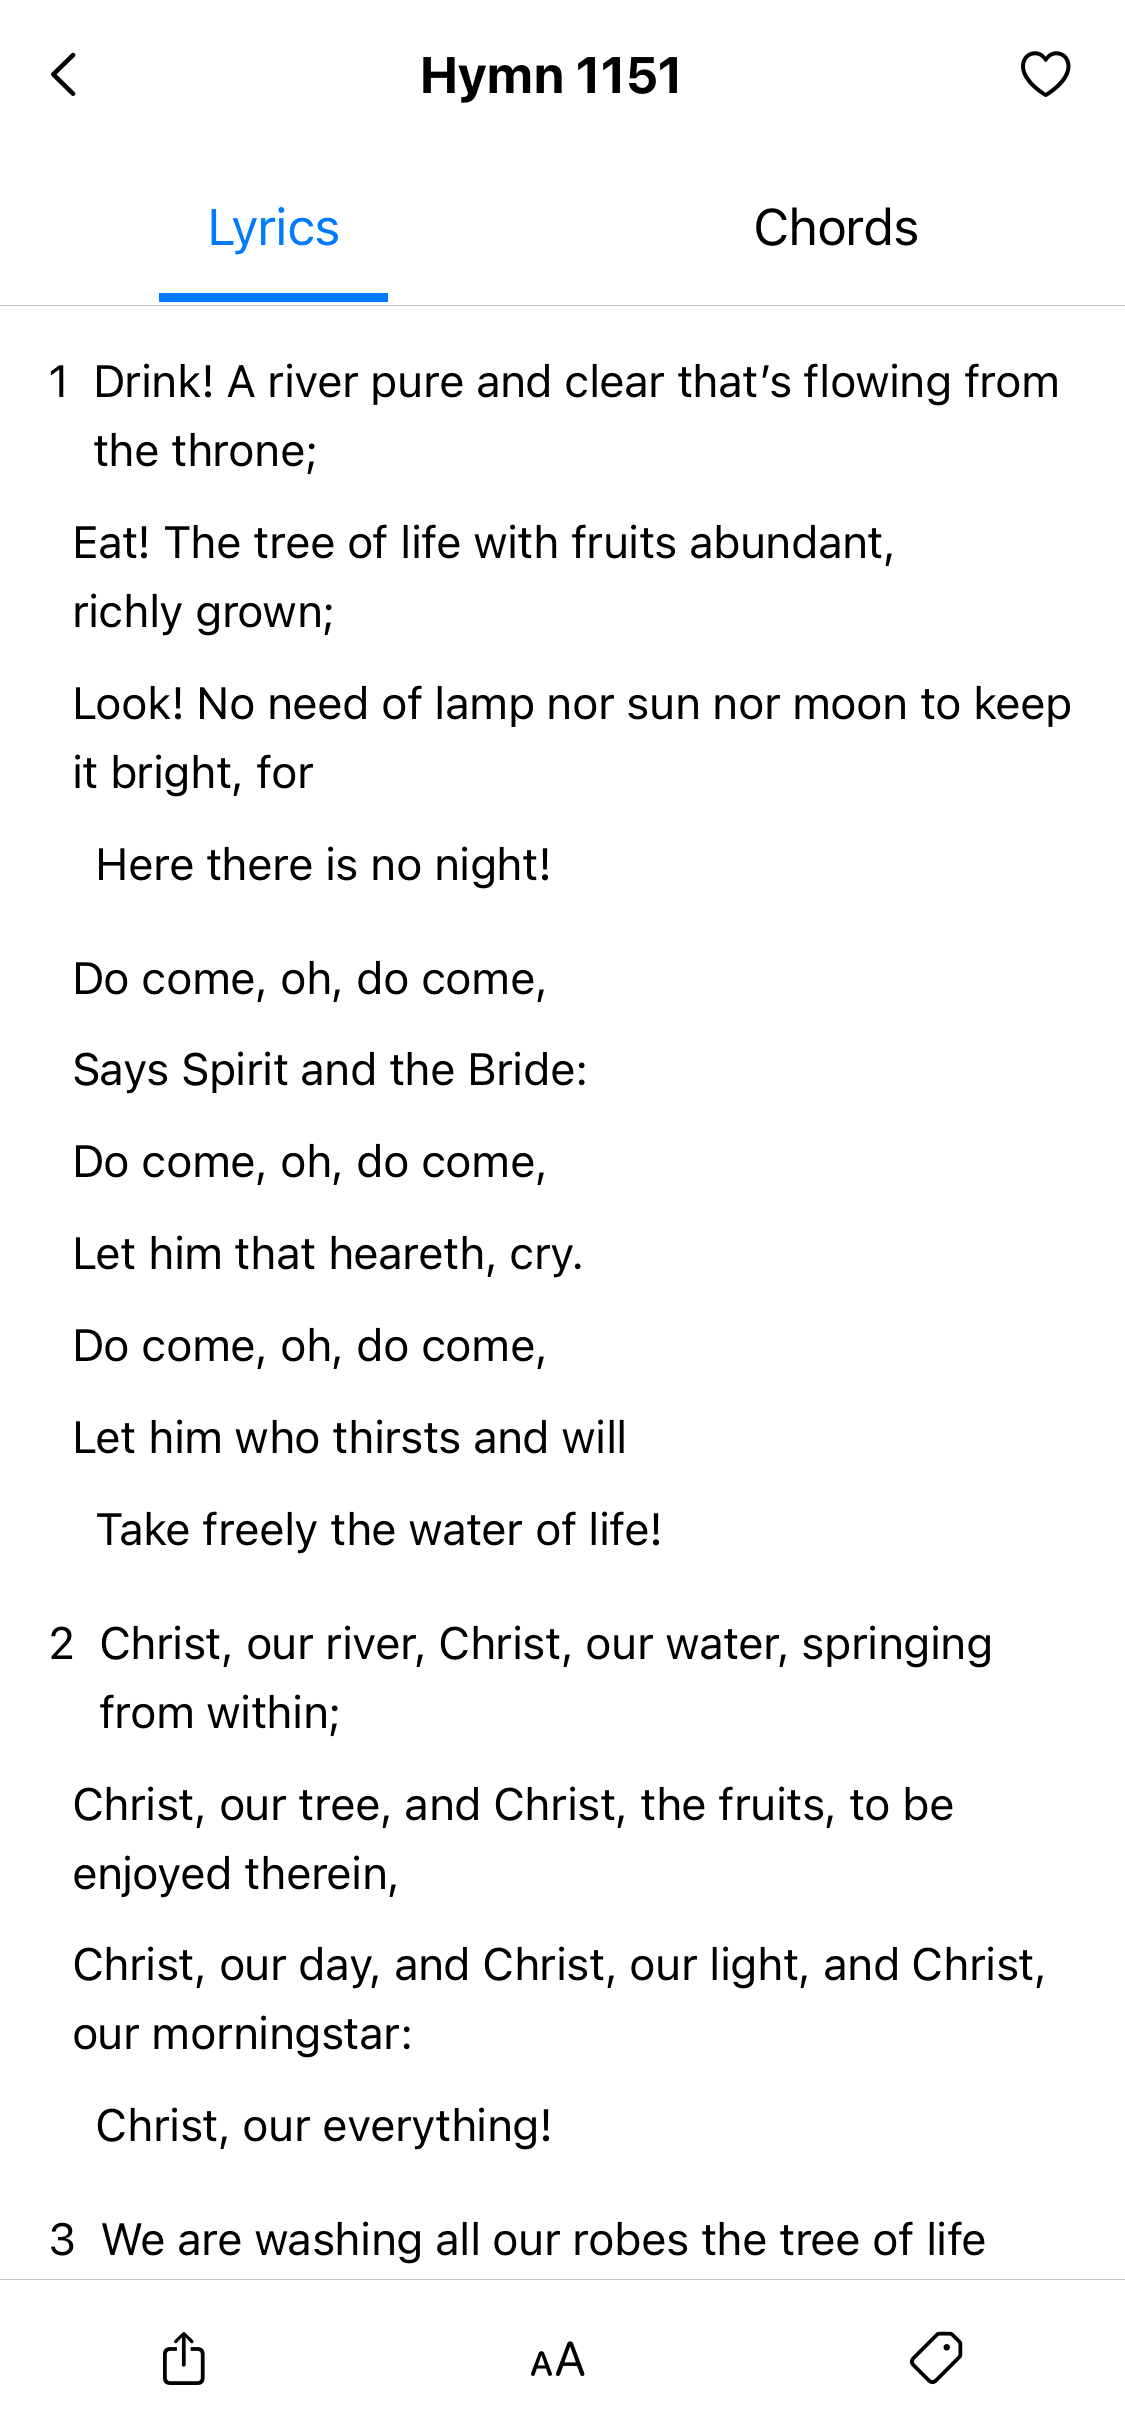 Hymn 1151
Lyrics
Chords
1 Drink! A river pure and clear that’s flowing from
the throne;
Eat! The tree of life with fruits abundant,
richly grown;
Look! No need of lamp nor sun nor moon to keep
it bright, for
Here there is no night!
Do come, oh, do come,
Says Spirit and the Bride:
Do come, oh, do come,
Let him that heareth, cry.
Do come, oh, do come,
Let him who thirsts and will
Take freely the water of life!
2 Christ, our river, Christ, our water, springing
from within;
Christ, our tree, and Christ, the fruits, to be
enjoyed therein,
Christ, our day, and Christ, our light, and Christ,
our morningstar:
Christ, our everything!
3 We are washing all our robes the tree of life
AA